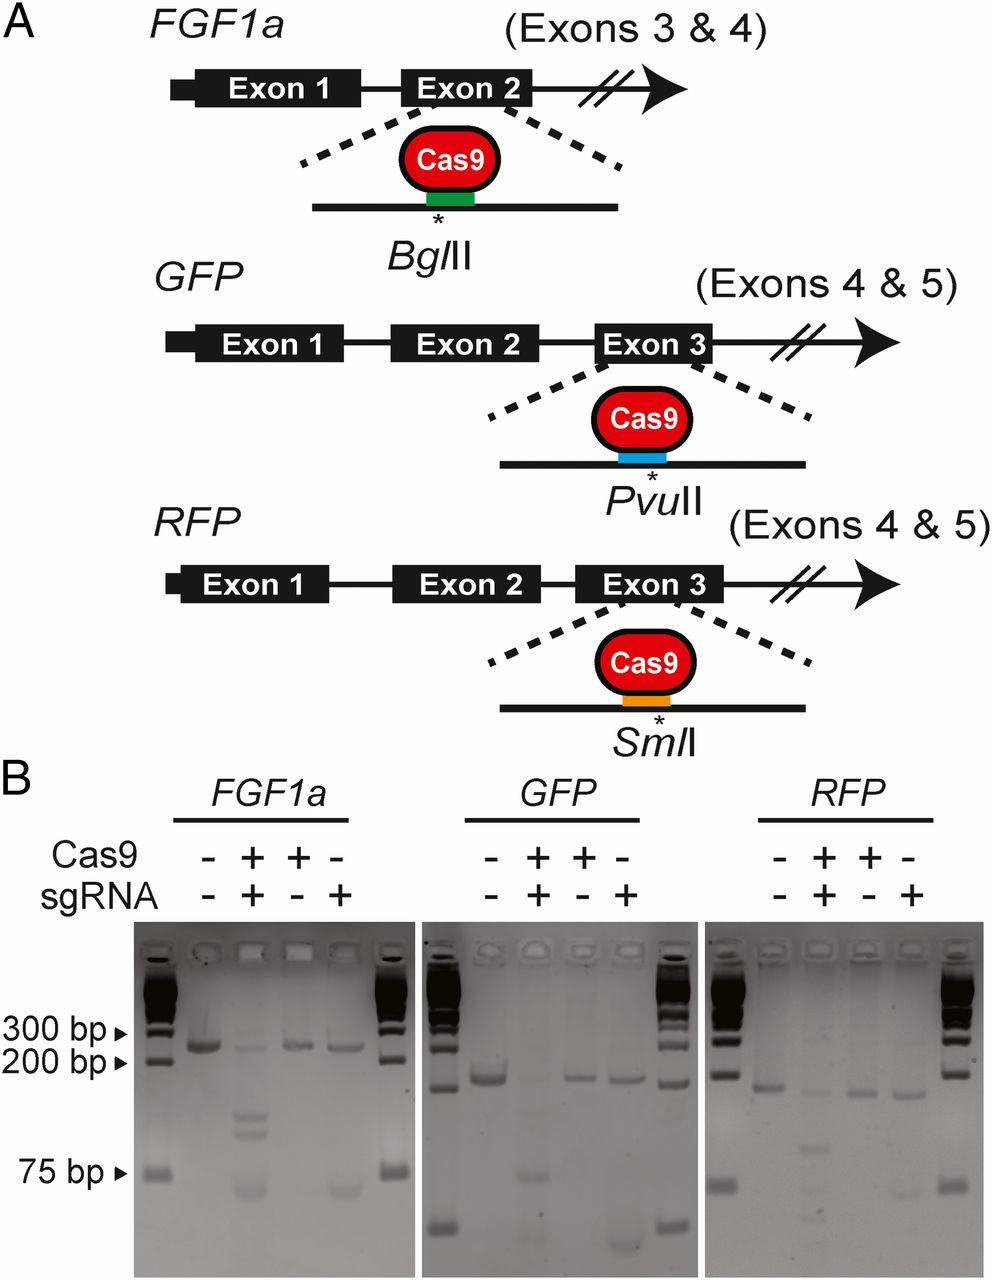 A
FGF1a
(Exons 3 & 4)
Exon 1
Exon 2
Cas9
*
BglII
GFP
(Exons 4 & 5)
Exon 1
Exon 2
Exon 3
Cas9
*
PvuII
RFP
(Exons 4 & 5)
Exon 1
Exon 2
Exon 3
Cas9
*
SmlI
B
FGF1a
GFP
RFP
Cas9 - + + - - + + - - + + -
sgRNA - + - + - + - + - + - +
300 bp
200 bp
75 bp